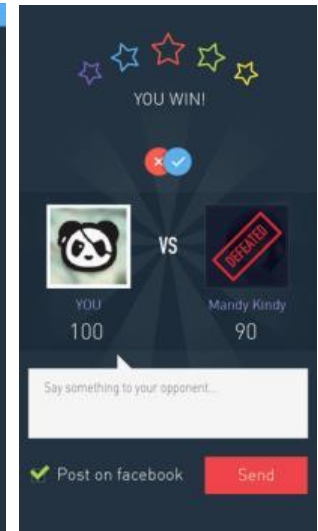 YOU WIN!
VS
DEFEATED
YOU
Mandy Kindy
100
90
Say something to your opponent...
Post on facebook
Send